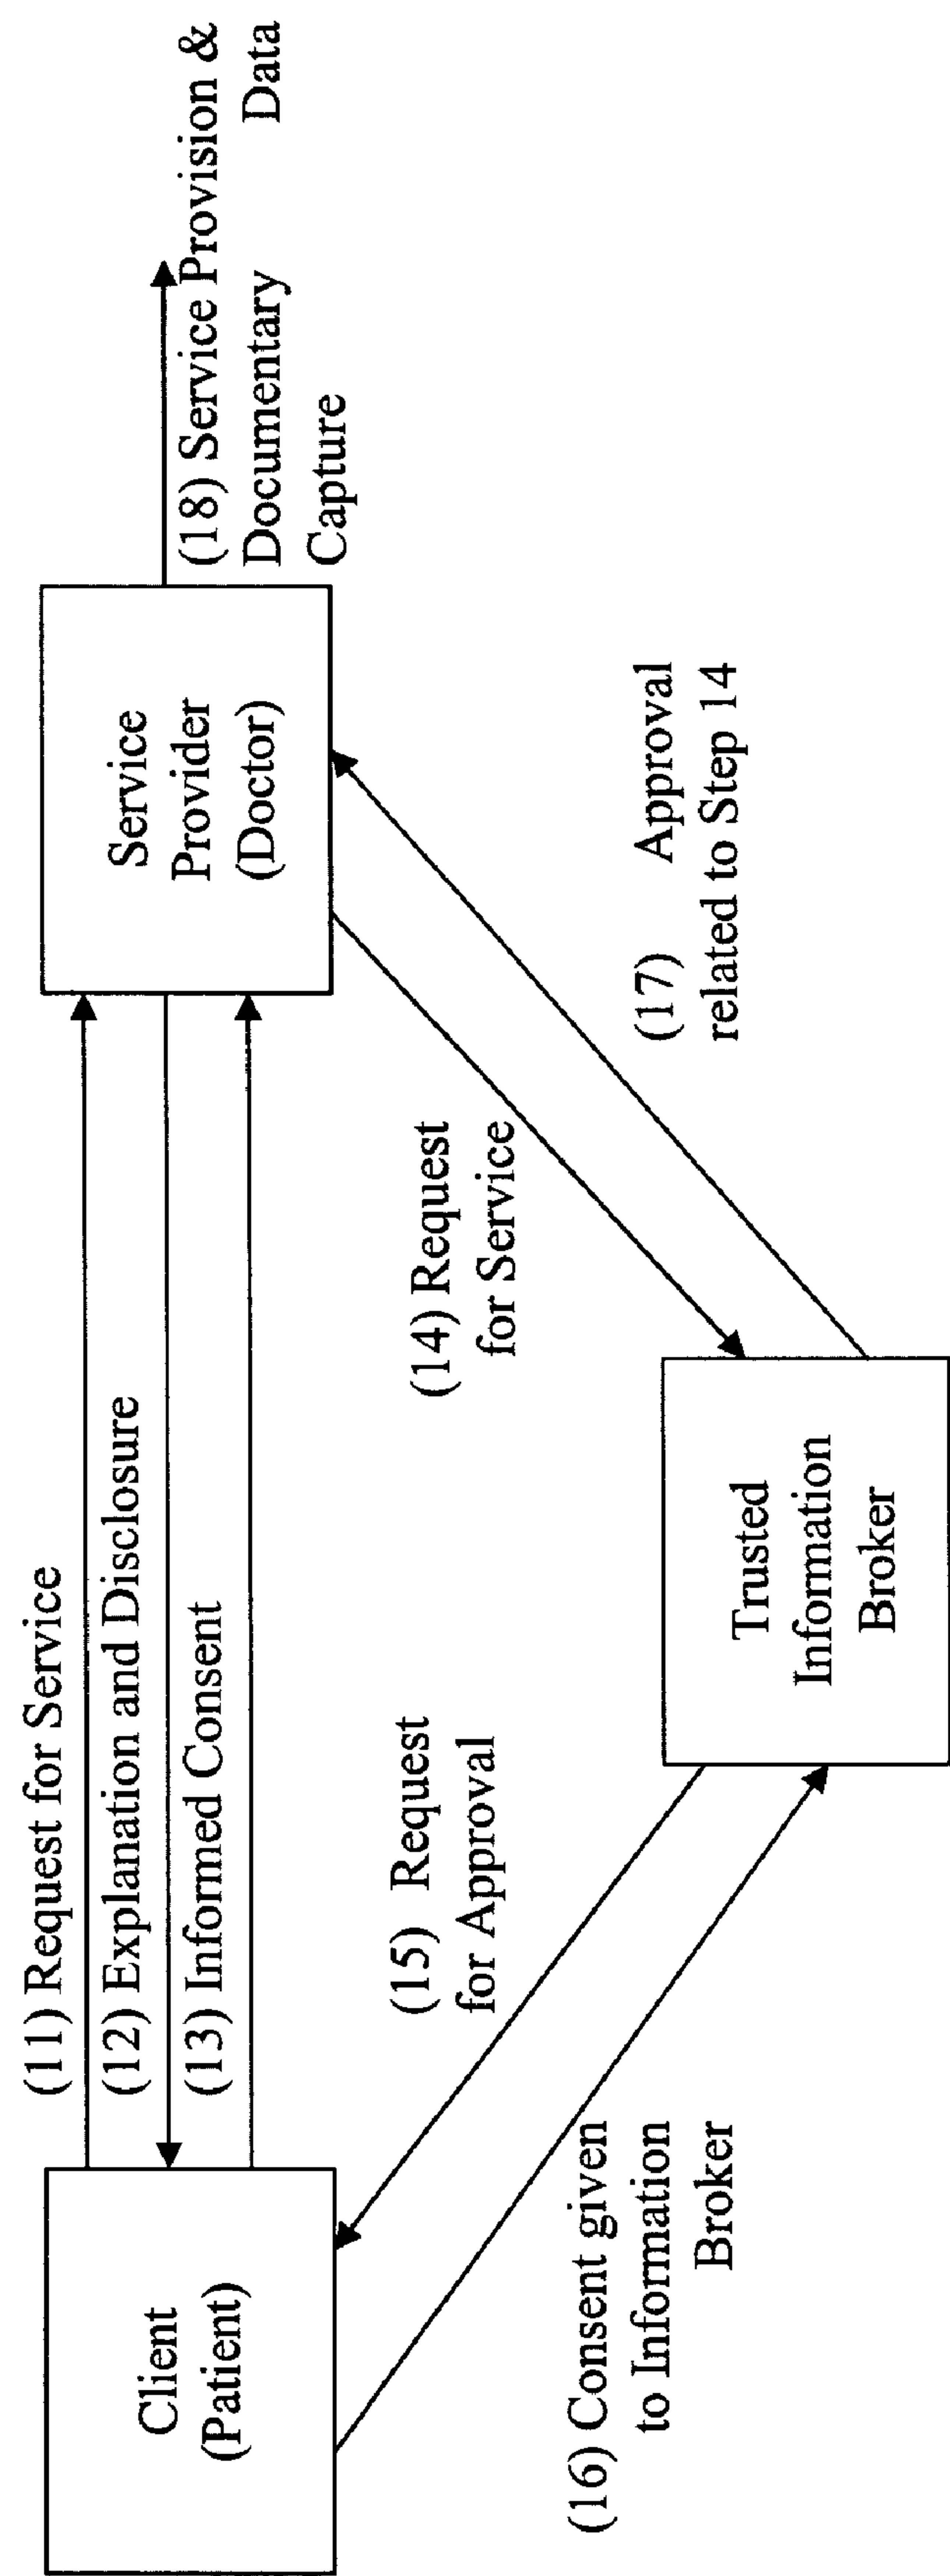 (11) Request for Service
(12) Explanation and Disclosure
(13) Informed Consent
Client
(Patient)
Service
Provider
(Doctor)
(18) Service Provision &
Documentary Data
Capture
(15) Request
for Approval
(14) Request
for Service
(16) Consent given
to Information
Broker
(17) Approval
related to Step 14
Trusted
Information
Broker